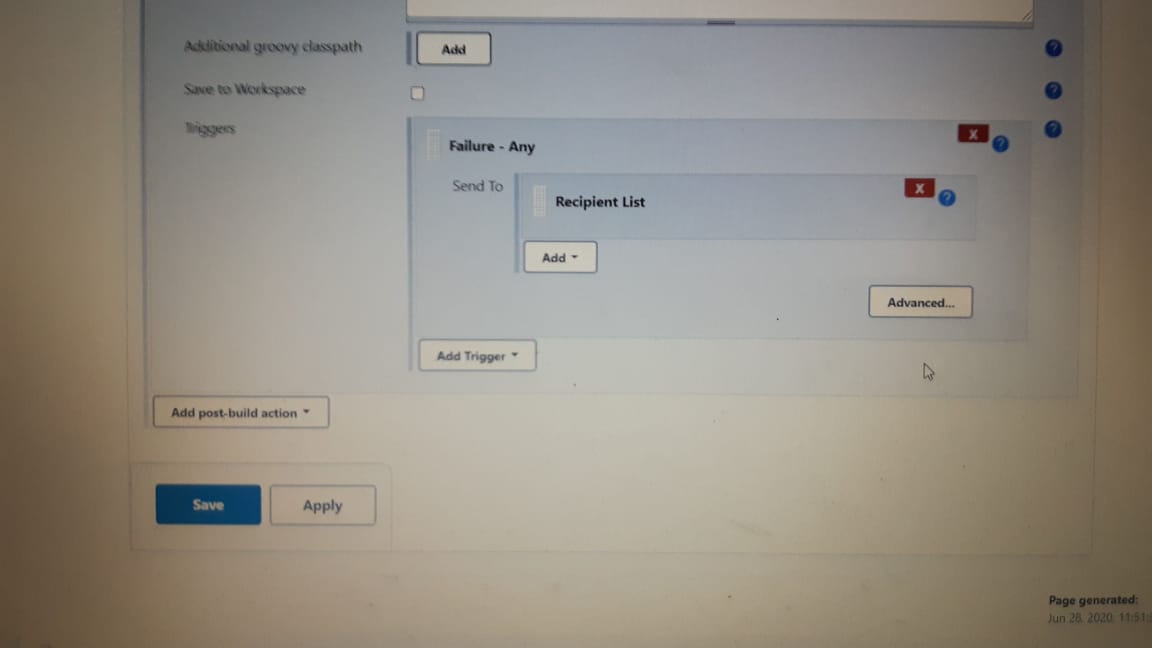 Additional groovy classpath
Add
Save to Workspace
Triggers
Failure - Any
X
Send To
Recipient List
X
Add
Advanced...
Add Trigger
Add post-build action
Save
Apply
Page generated:
Jun 28, 2020, 11:51: